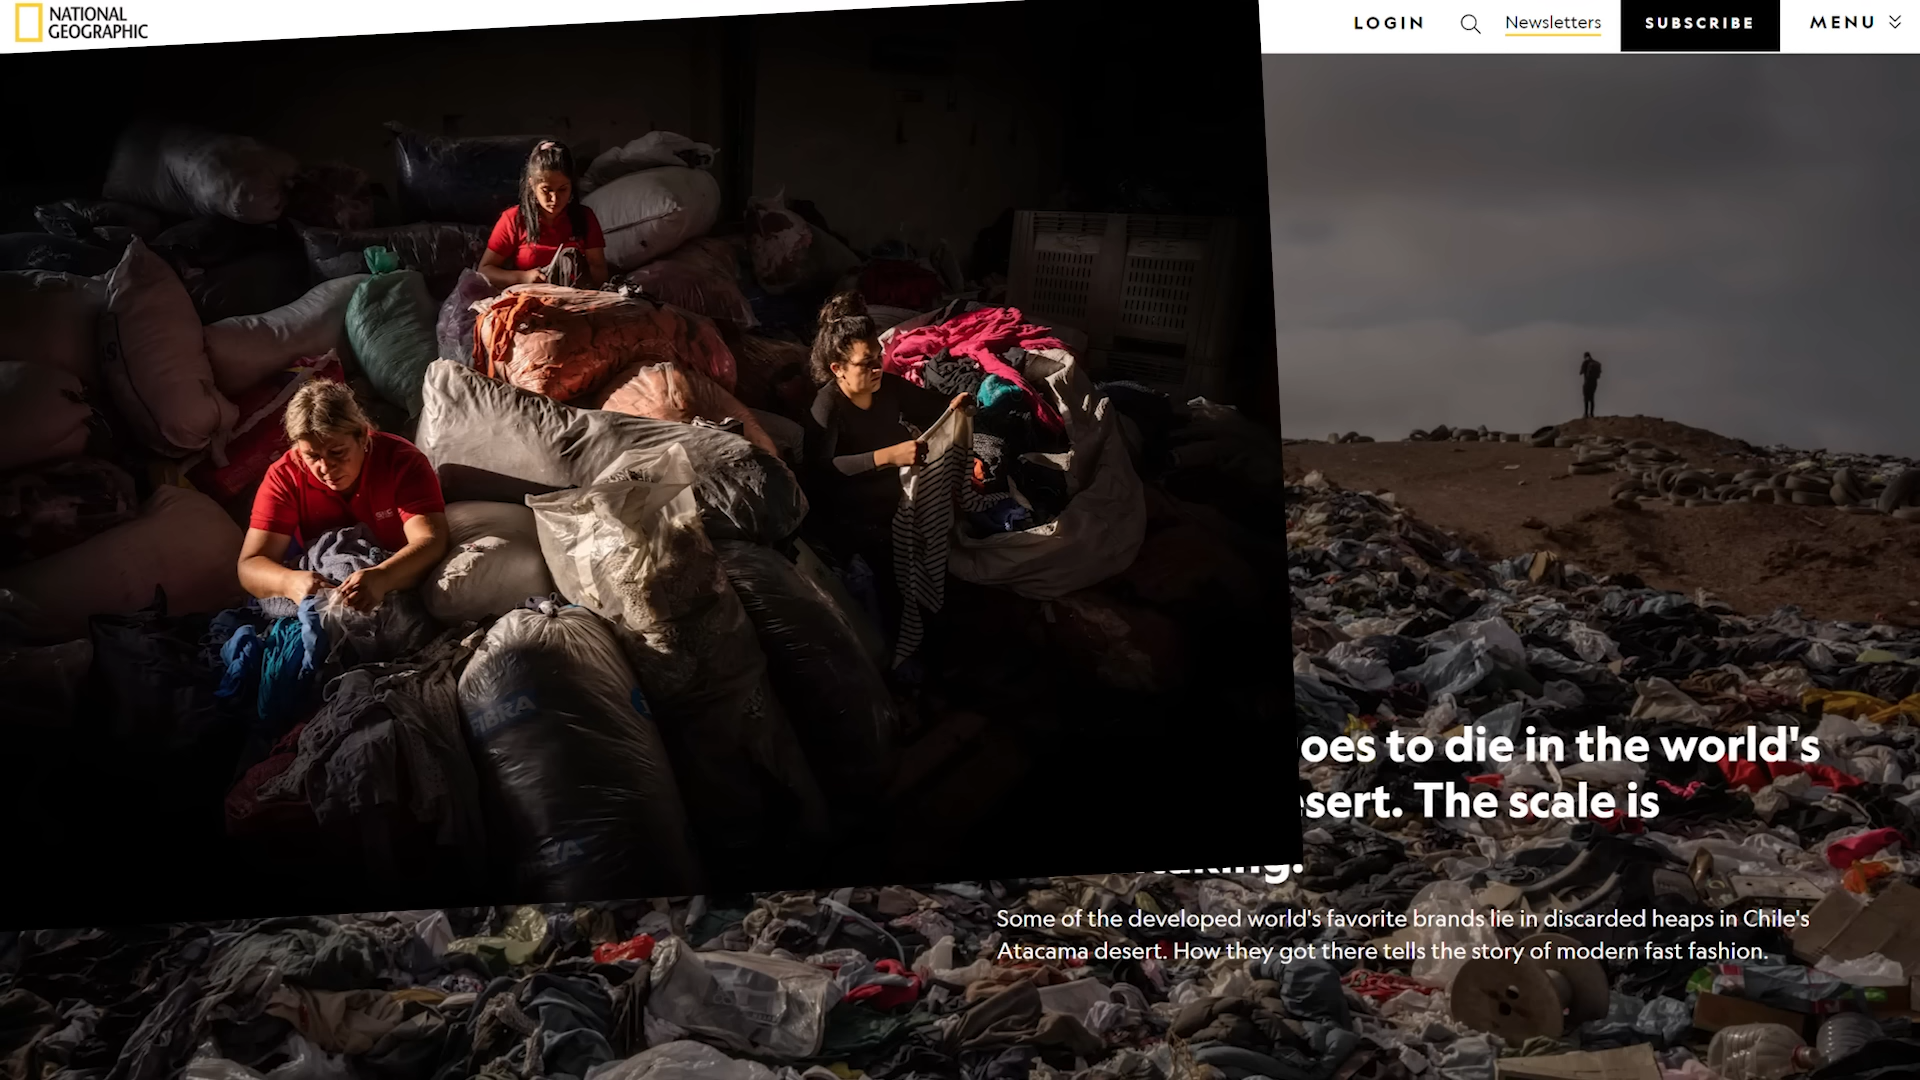 NATIONAL
GEOGRAPHIC
LOGIN
Newsletters
SUBSCRIBE
MENU
oes to die in the world's
sert. The scale is
taking.
Some of the developed world's favorite brands lie in discarded heaps in Chile's
Atacama desert. How they got there tells the story of modern fast fashion.